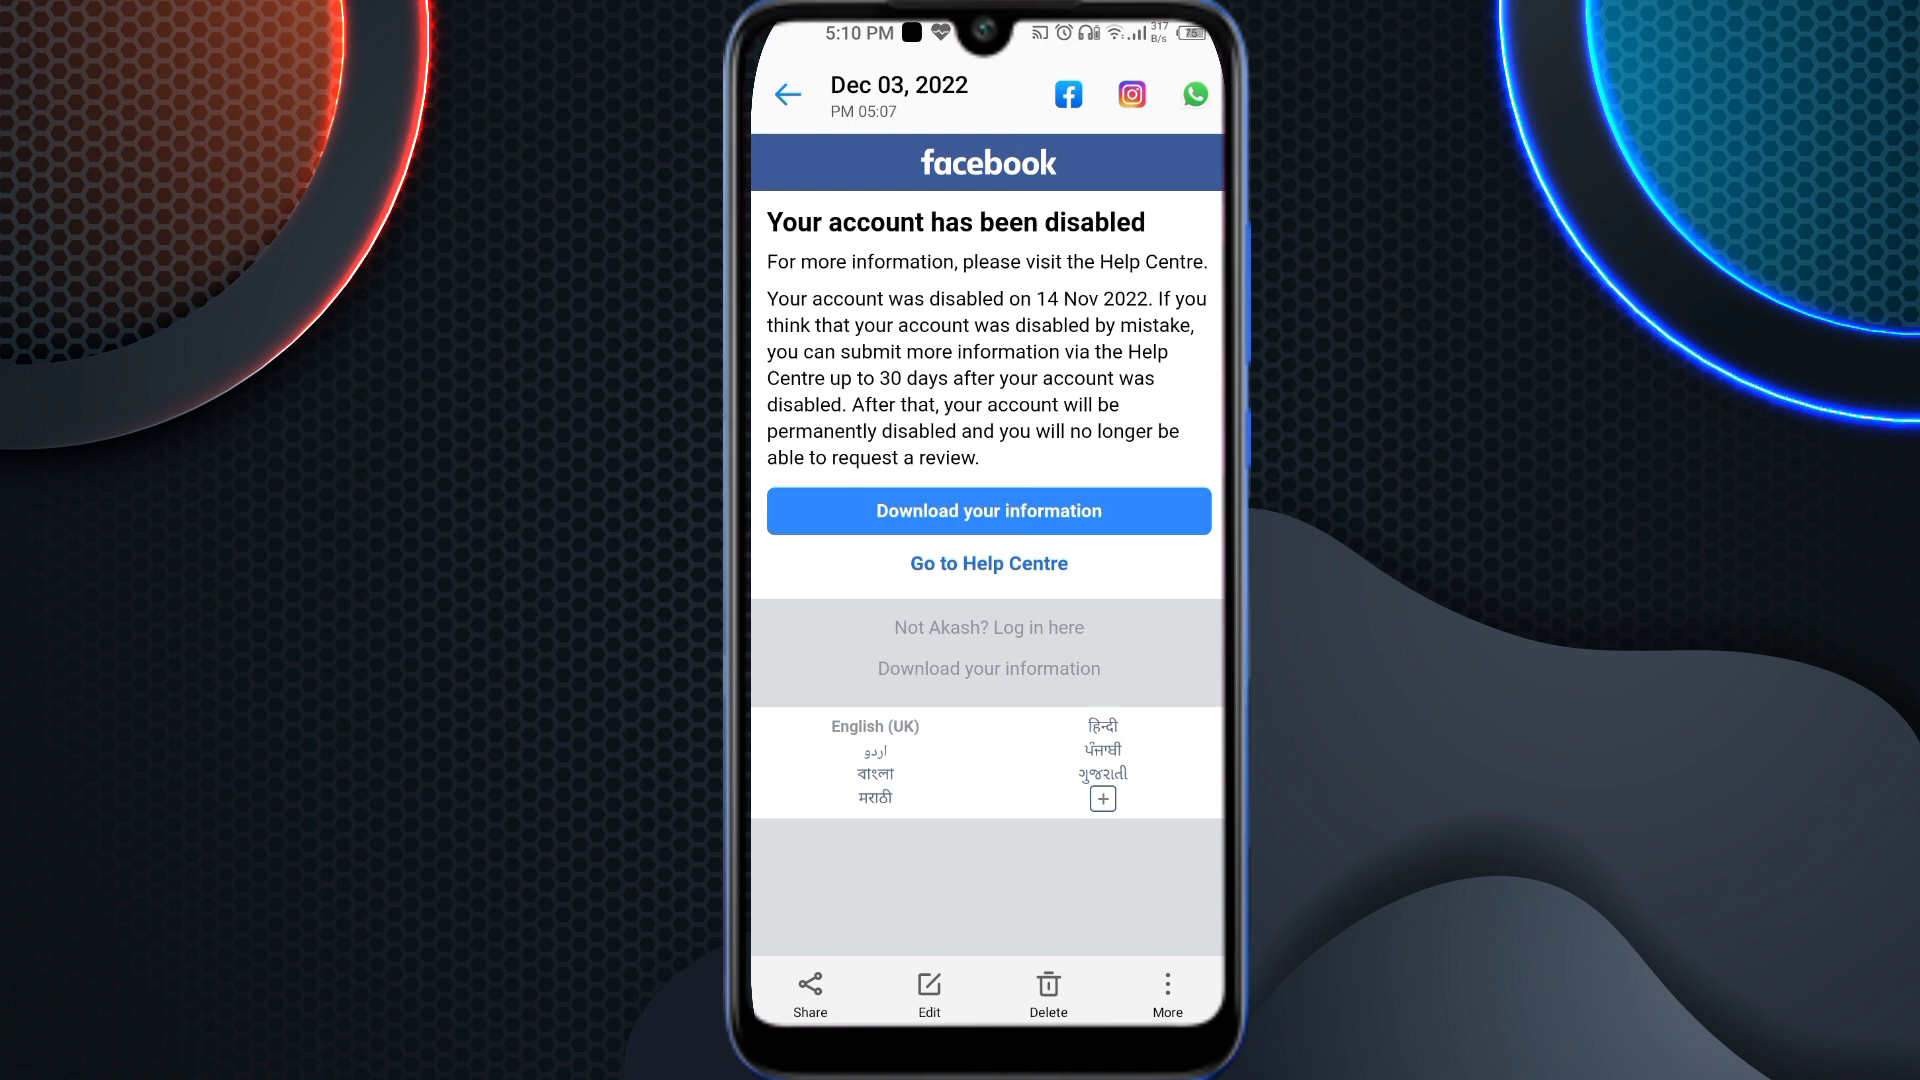 5:10 PM
317
B/s
75
Dec 03, 2022
PM 05:07
facebook
Your account has been disabled
For more information, please visit the Help Centre.
Your account was disabled on 14 Nov 2022. If you
think that your account was disabled by mistake,
you can submit more information via the Help
Centre up to 30 days after your account was
disabled. After that, your account will be
permanently disabled and you will no longer be
able to request a review.
Download your information
Go to Help Centre
Not Akash? Log in here
Download your information
English (UK)
हिन्दी
اردو
ਪੰਜਾਬੀ
বাংলা
ગુજરાતી
मराठी
Share
Edit
Delete
More